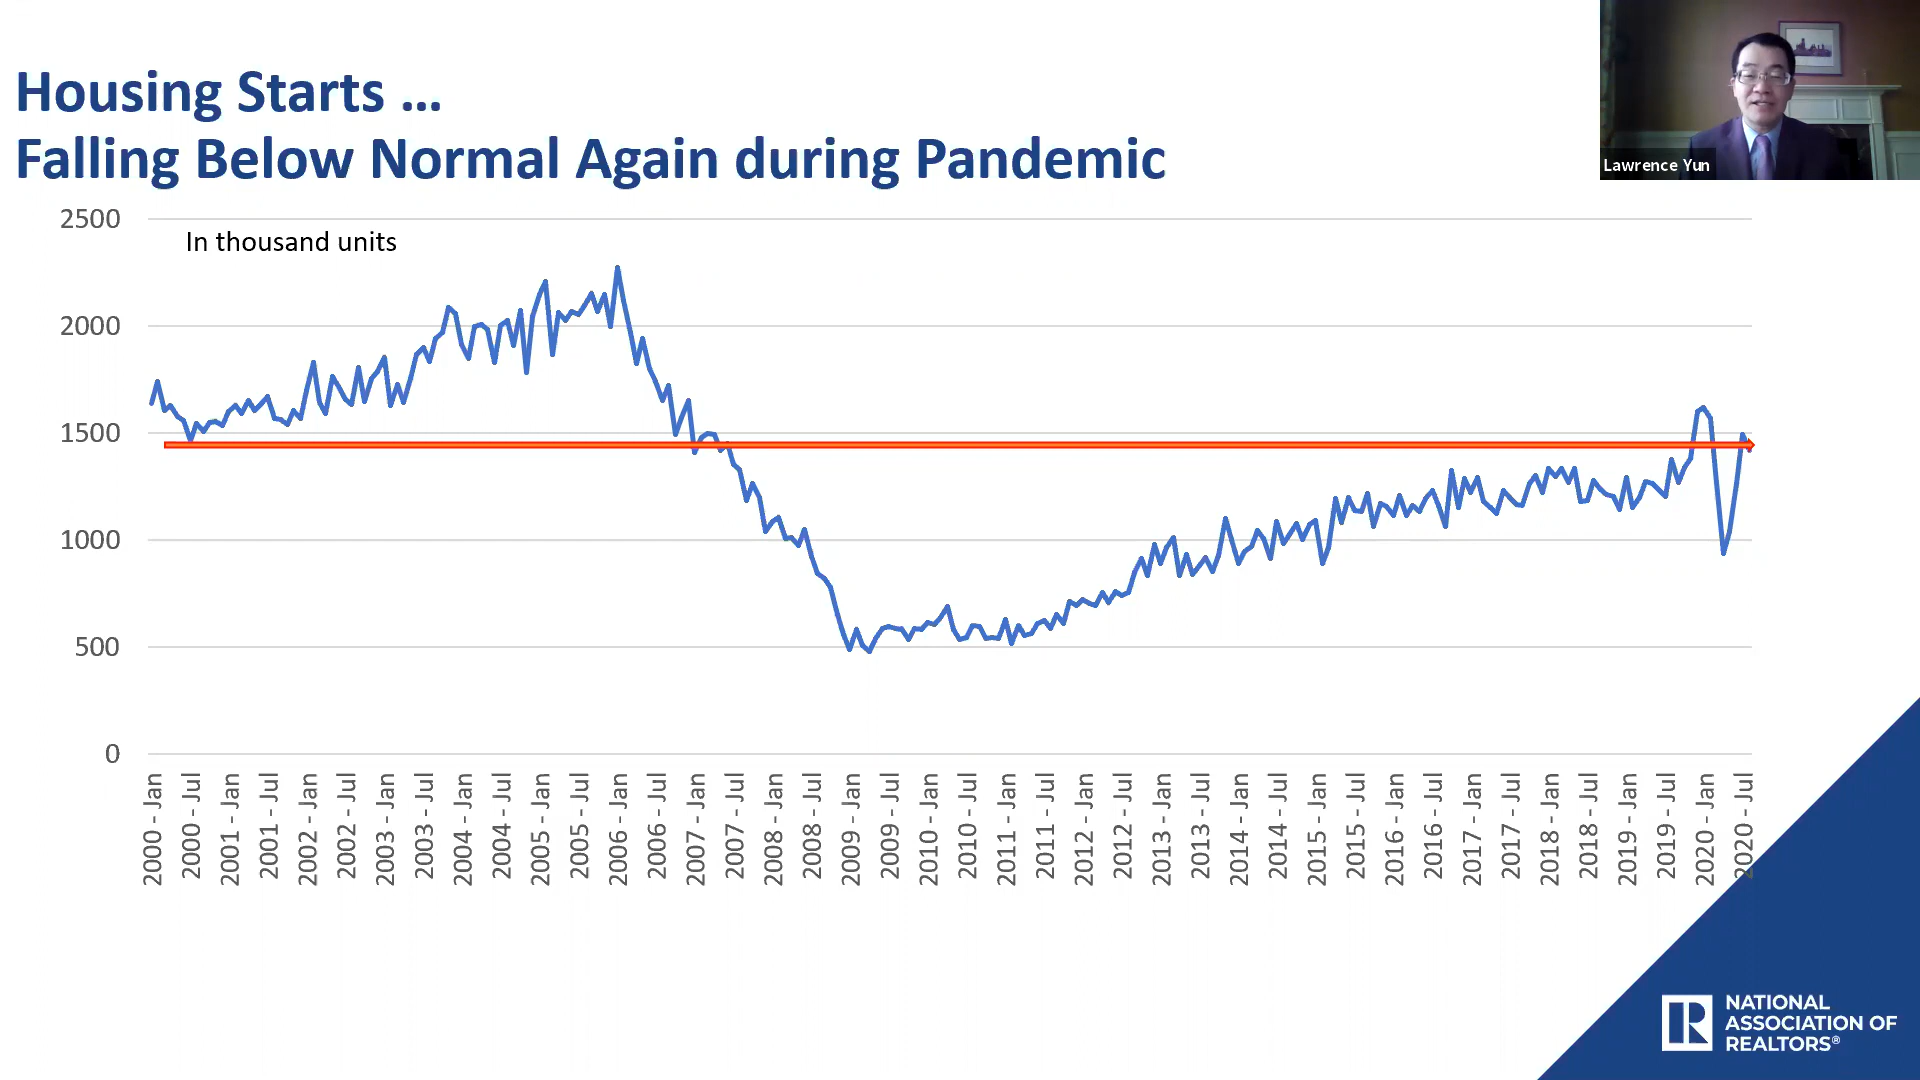 Housing Starts …
Falling Below Normal Again during Pandemic
Lawrence Yun
In thousand units
2500
2000
1500
1000
500
0
2000 - Jan
2000 - Jul
2001 - Jan
2001 - Jul
2002 - Jan
2002 - Jul
2003 - Jan
2003 - Jul
2004 - Jan
2004 - Jul
2005 - Jan
2005 - Jul
2006 - Jan
2006 - Jul
2007 - Jan
2007 - Jul
2008 - Jan
2008 - Jul
2009 - Jan
2009 - Jul
2010 - Jan
2010 - Jul
2011 - Jan
2011 - Jul
2012 - Jan
2012 - Jul
2013 - Jan
2013 - Jul
2014 - Jan
2014 - Jul
2015 - Jan
2015 - Jul
2016 - Jan
2016 - Jul
2017 - Jan
2017 - Jul
2018 - Jan
2018 - Jul
2019 - Jan
2019 - Jul
2020 - Jan
2020 - Jul
NATIONAL
ASSOCIATION OF
REALTORS®